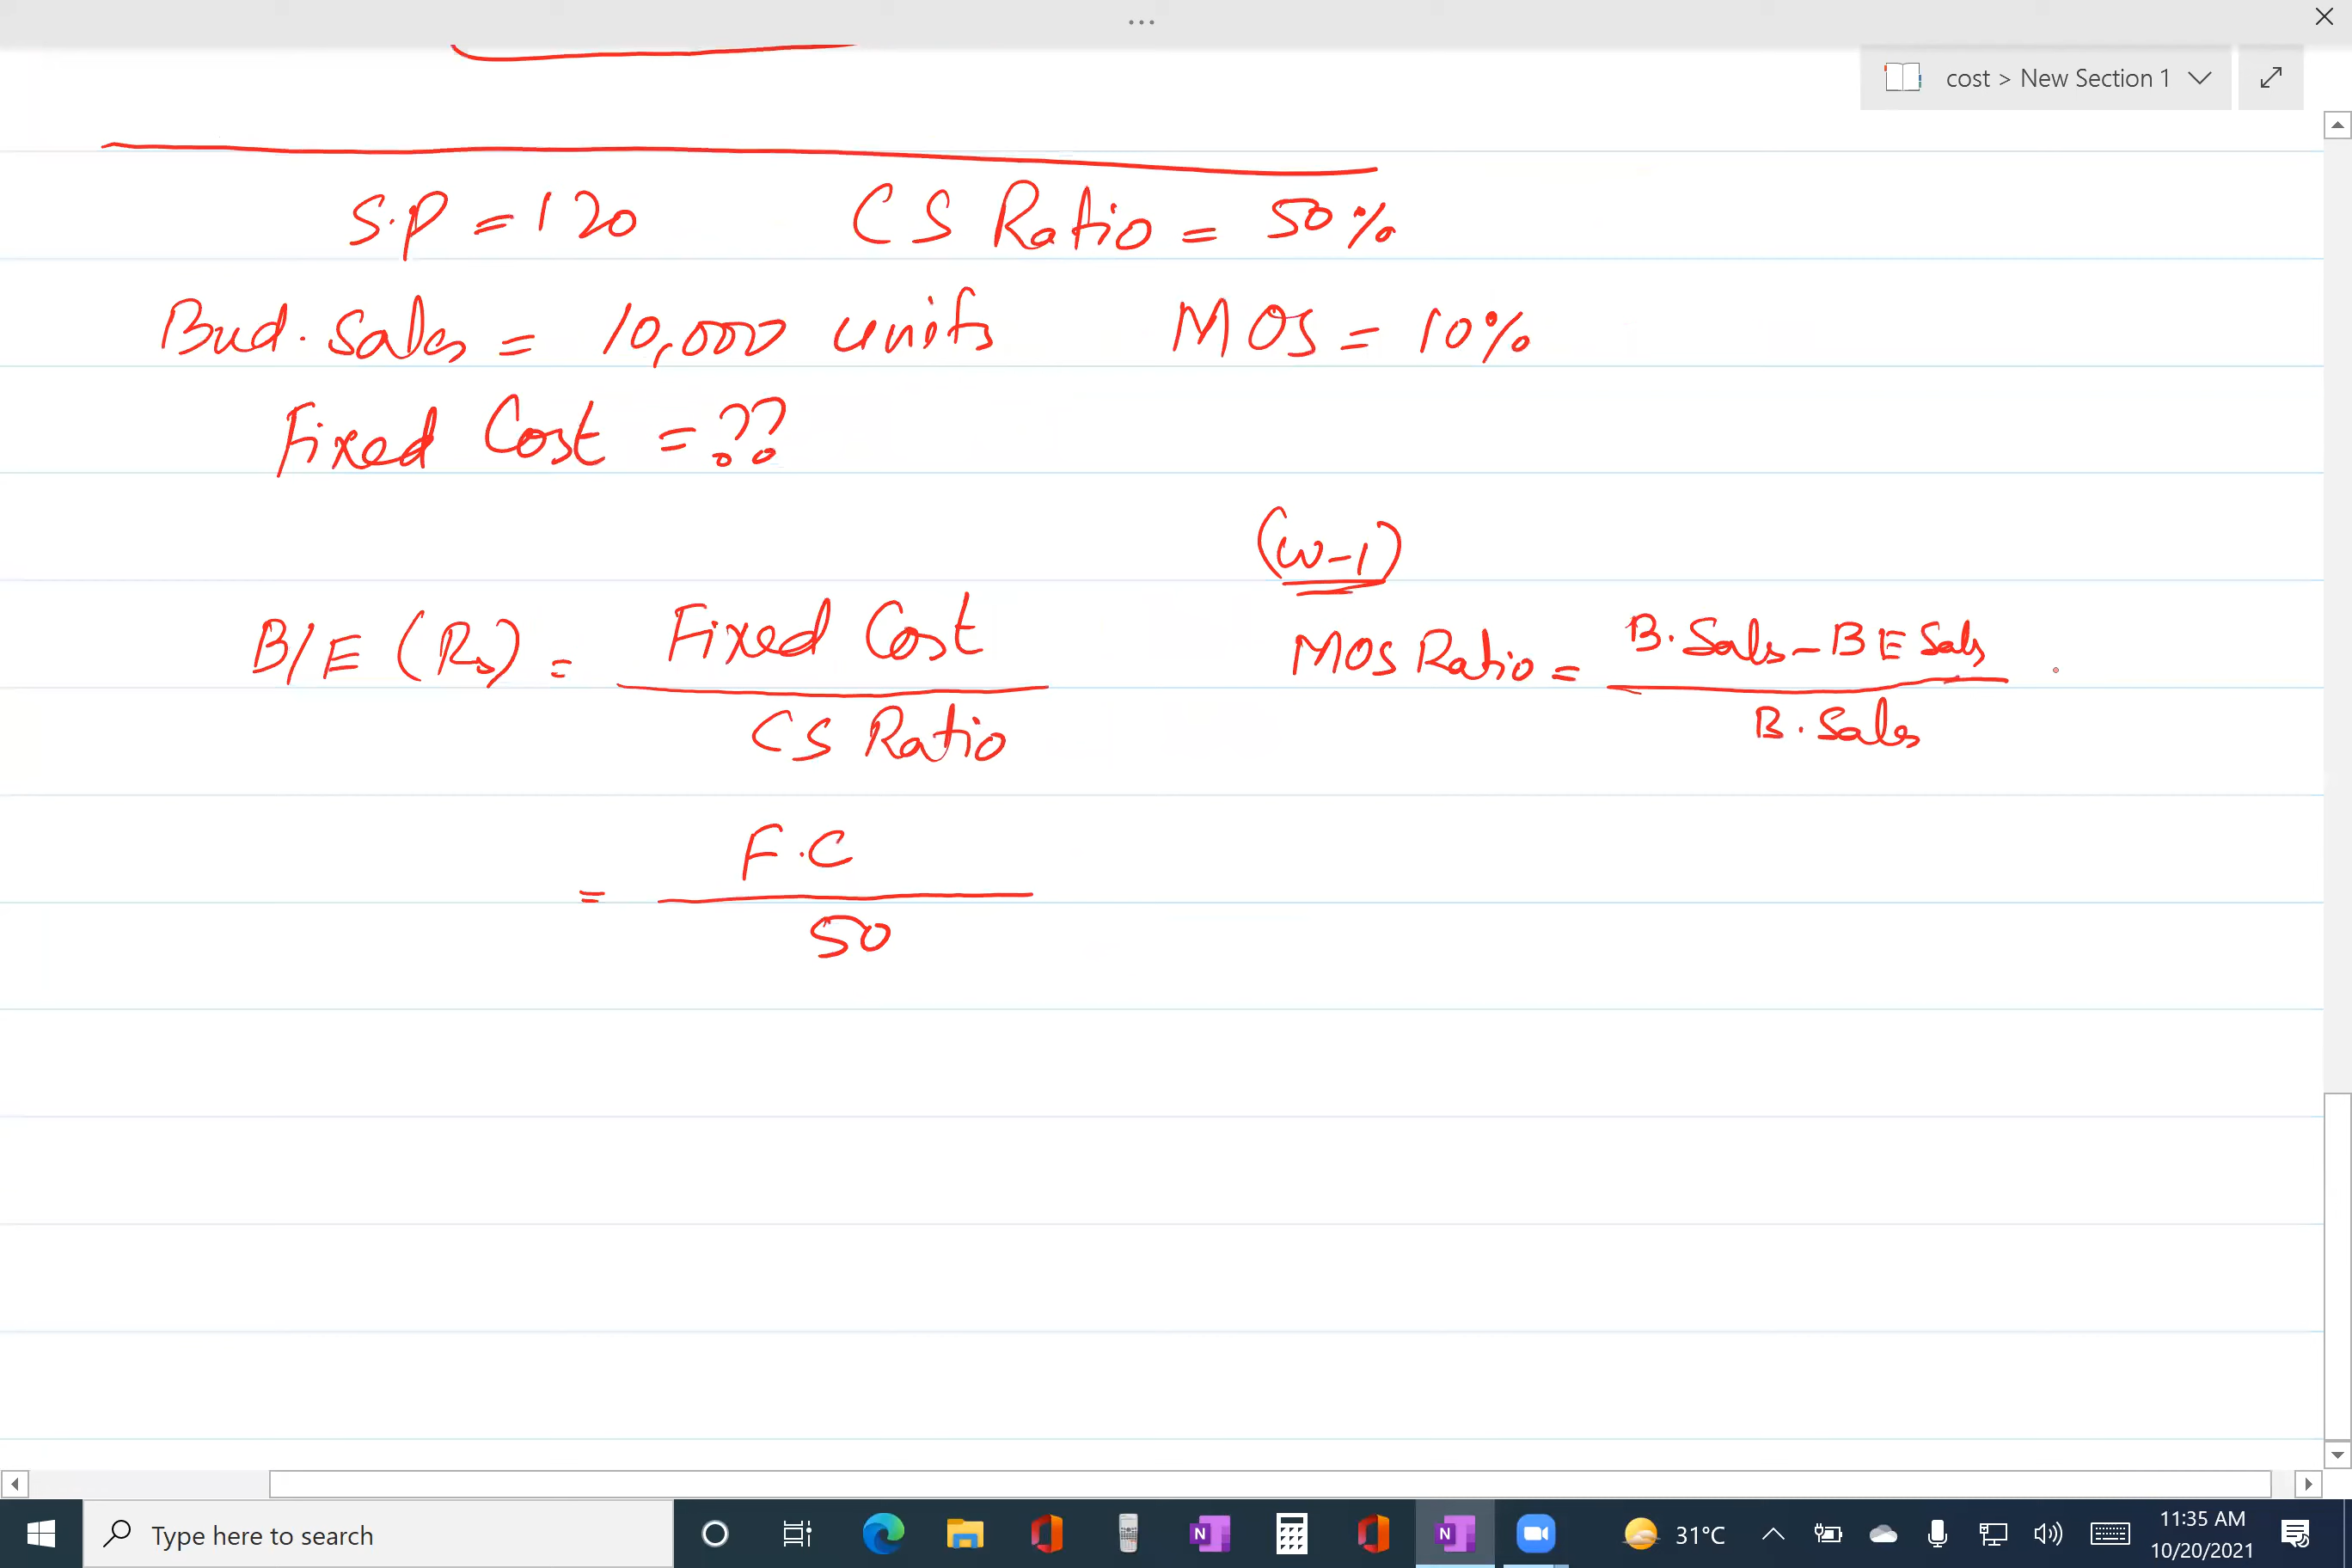 cost > New Section 1
S.P = 120 CS Ratio = 50%
Bud. Sales = 10,000 units MOS = 10%
Fixed Cost = ??
(W-1)
B/E (Rs) = Fixed Cost / CS Ratio
MOS Ratio = B. Sales - BE Sales / B. Sales
= F.C / 50
Type here to search
31°C
11:35 AM
10/20/2021